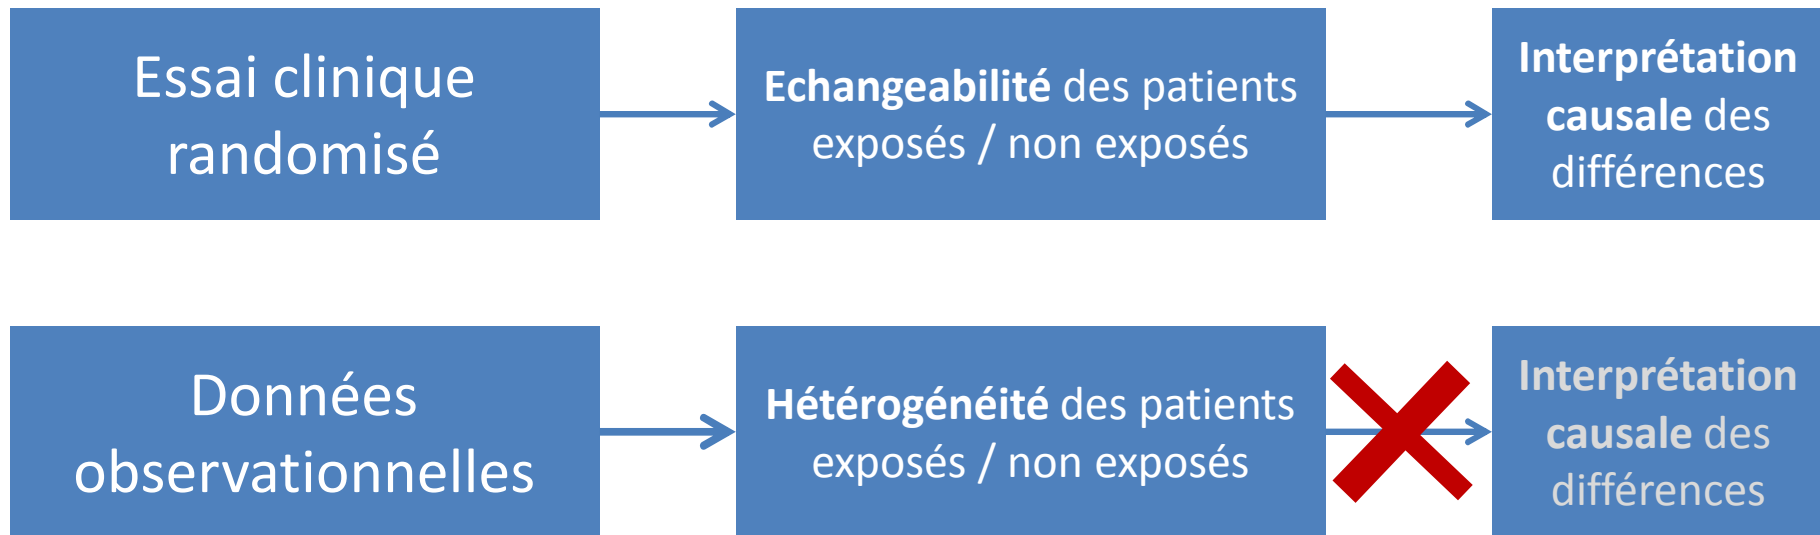 Essai clinique
randomisé
Echangeabilité des patients
exposés / non exposés
Interprétation
causale des
différences
Données
observationnelles
Hétérogénéité des patients
exposés / non exposés
Interprétation
causale des
différences